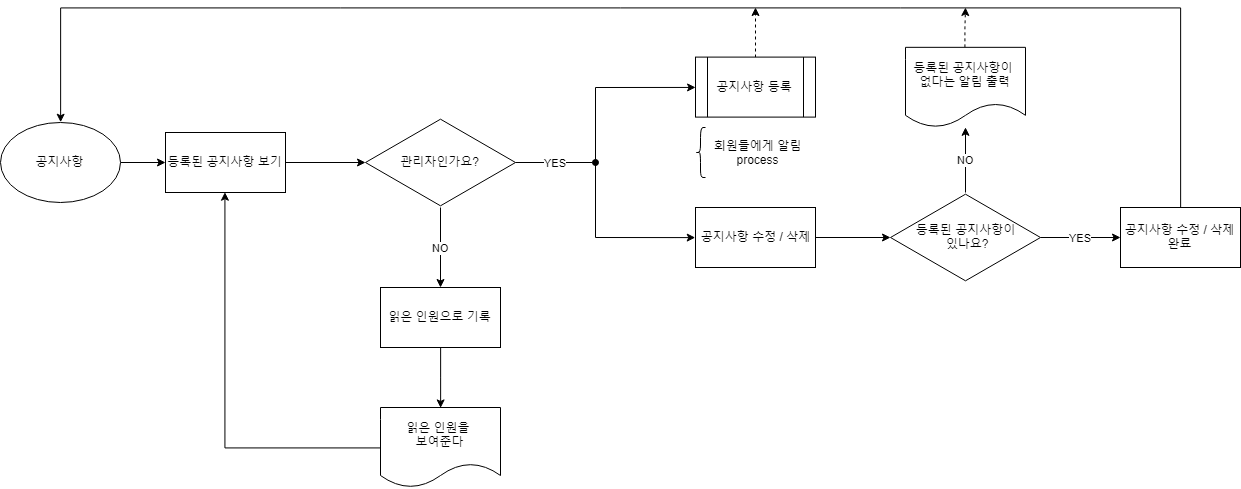 공지사항
등록된 공지사항 보기
관리자인가요?
YES
NO
읽은 인원으로 기록
읽은 인원을
보여준다
공지사항 등록
회원들에게 알림
process
공지사항 수정 / 삭제
등록된 공지사항이
있나요?
NO
등록된 공지사항이
없다는 알림 출력
YES
공지사항 수정 / 삭제
완료